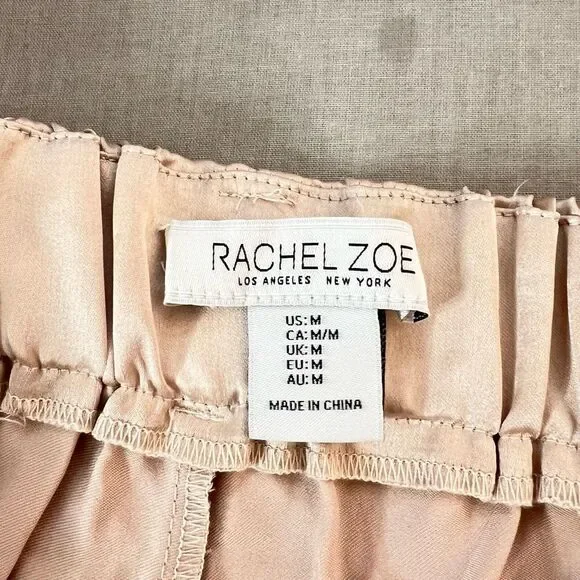 RACHEL ZOE
LOS ANGELES NEW YORK
US: M
CA: M/M
UK: M
EU: M
AU: M
MADE IN CHINA